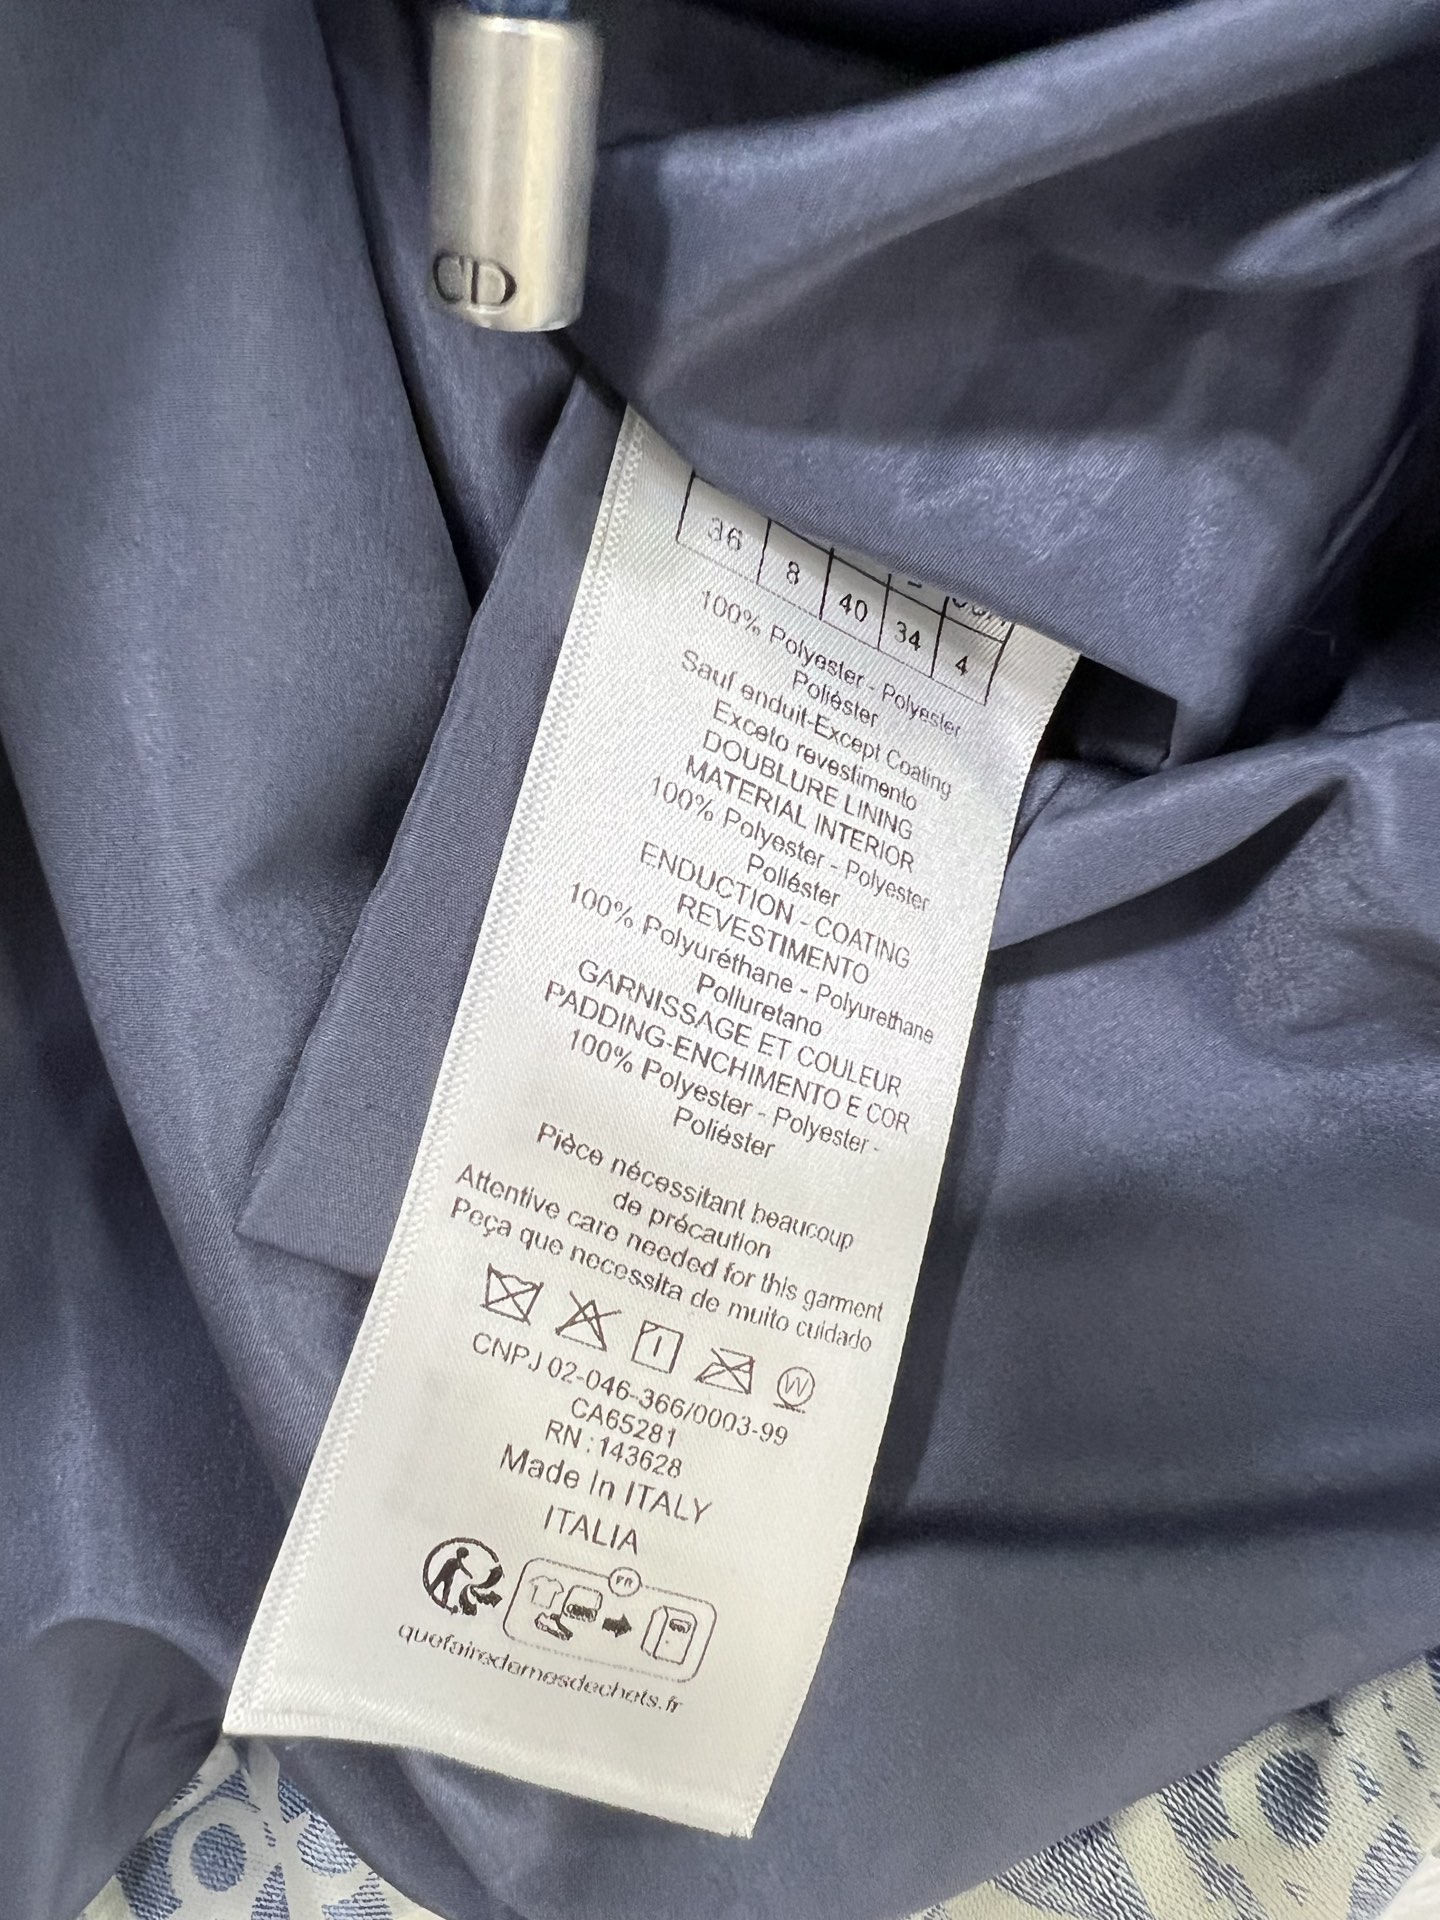 CD
36 8 40 34 4
100% Polyester - Polyester
Poliéster
Sauf enduit-Except Coating
Exceto revestimento
DOUBLURE LINING
MATERIAL INTERIOR
100% Polyester - Polyester
Poliéster
ENDUCTION - COATING
REVESTIMENTO
100% Polyuréthane - Polyurethane
Poliuretano
GARNISSAGE ET COULEUR
PADDING-ENCHIMENTO E COR
100% Polyester - Polyester -
Poliéster
Pièce nécessitant beaucoup
de précaution
Attentive care needed for this garment
Peça que necessita de muito cuidado
W
CNPJ 02-046-366/0003-99
CA65281
RN : 143628
Made In ITALY
ITALIA
FR
quefairedemesdechets.fr